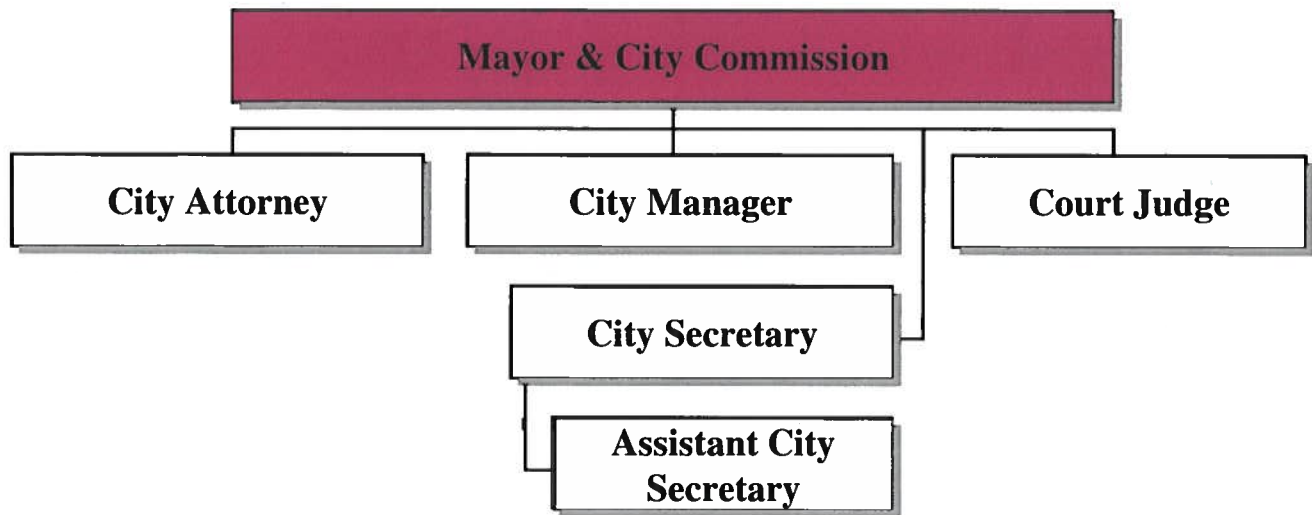 Mayor & City Commission
City Attorney
City Manager
Court Judge
City Secretary
Assistant City
Secretary